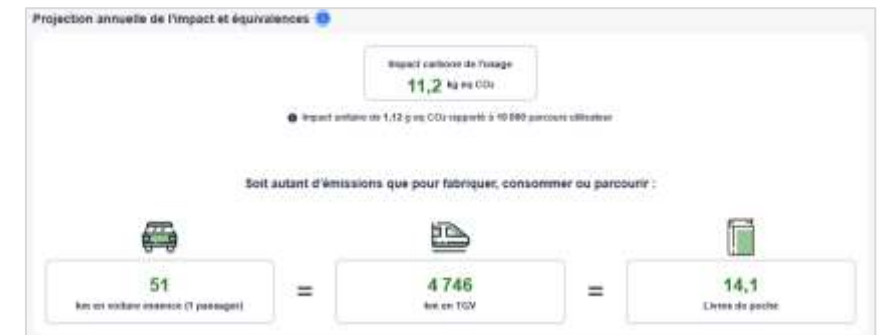 Projection annuelle de l'impact et équivalences
Impact carbone de l'usage
11,2 kg eq CO₂
Impact unitaire de 1,12 g eq CO₂ rapporté à 10 000 parcours utilisateur
Soit autant d'émissions que pour fabriquer, consommer ou parcourir :
51 = 4 746 = 14,1
km en voiture essence (1 passager) km en TGV Livres de poche